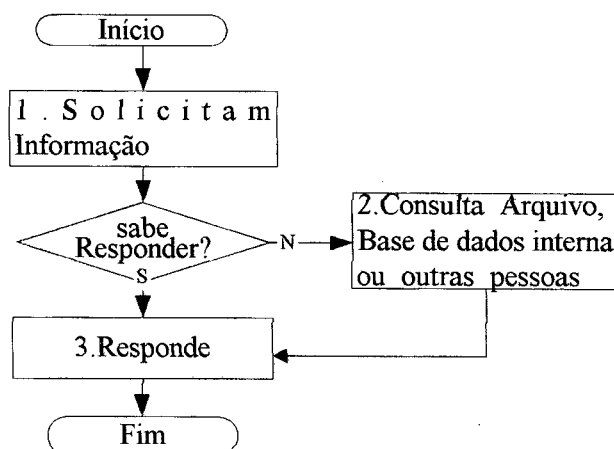 Início
1. Solicitam
Informação
sabe
Responder?
N
S
2.Consulta Arquivo,
Base de dados interna
ou outras pessoas
3.Responde
Fim